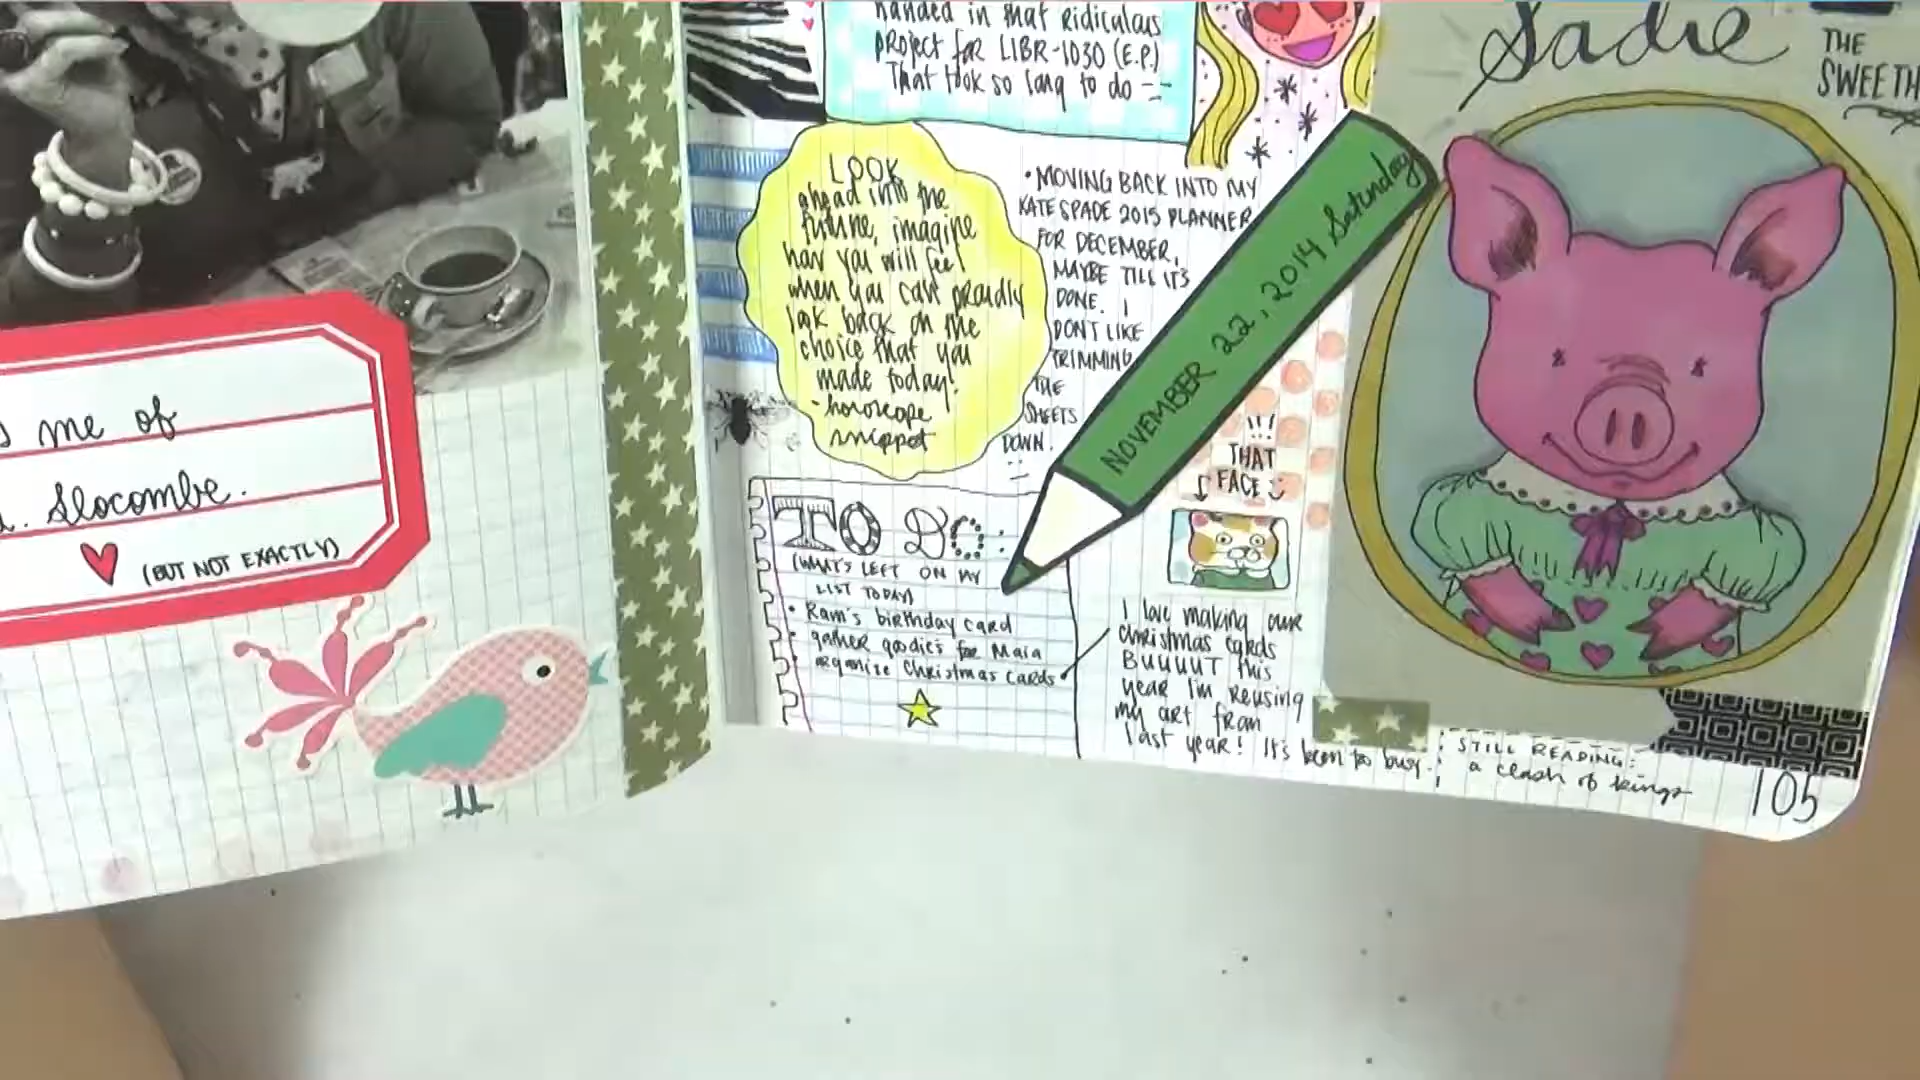 s me of
. Slocombe.
(BUT NOT EXACTLY)
handed in that ridiculous
project for LIBR-1030 (E.P.)
That took so long to do
LOOK
ahead into the
future, imagine
how you will feel
when you can proudly
look back on the
choice that you
made today!
-horoscope
snippet
• MOVING BACK INTO MY
KATE SPADE 2015 PLANNER
FOR DECEMBER,
MAYBE TILL IT'S
DONE. I
DON'T LIKE
TRIMMING
THE
SHEETS
DOWN!
NOVEMBER 22, 2014 Saturday
TO DO:
(WHAT'S LEFT ON MY
LIST TODAY)
• Ram's birthday card
• gather goodies for Maia
• organise Christmas cards
!!!
THAT
FACE
I love making our
Christmas cards
BUUUUT this
year I'm reusing
my art from
last year! It's been too busy.
Sadie
THE
SWEETH
STILL READING:
a clash of kings
105